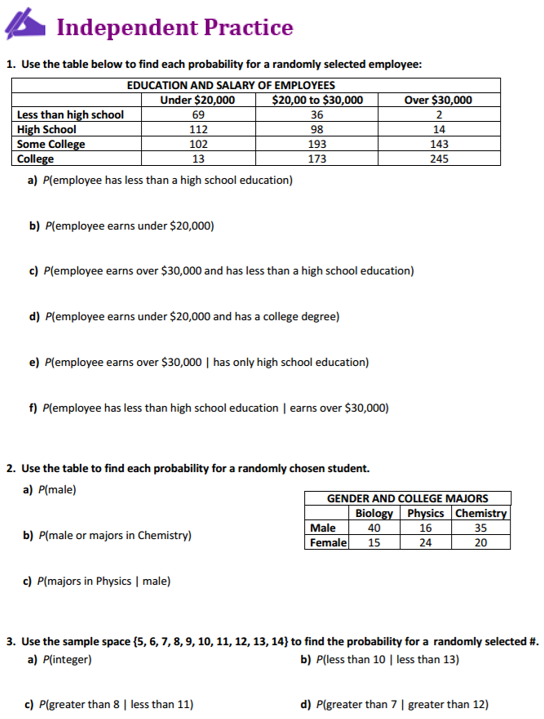 Independent Practice
1. Use the table below to find each probability for a randomly selected employee:
EDUCATION AND SALARY OF EMPLOYEES
Under $20,000 $20,00 to $30,000 Over $30,000
Less than high school 69 36 2
High School 112 98 14
Some College 102 193 143
College 13 173 245
a) P(employee has less than a high school education)
b) P(employee earns under $20,000)
c) P(employee earns over $30,000 and has less than a high school education)
d) P(employee earns under $20,000 and has a college degree)
e) P(employee earns over $30,000 | has only high school education)
f) P(employee has less than high school education | earns over $30,000)
2. Use the table to find each probability for a randomly chosen student.
a) P(male)
GENDER AND COLLEGE MAJORS
Biology Physics Chemistry
Male 40 16 35
Female 15 24 20
b) P(male or majors in Chemistry)
c) P(majors in Physics | male)
3. Use the sample space {5, 6, 7, 8, 9, 10, 11, 12, 13, 14} to find the probability for a randomly selected #.
a) P(integer) b) P(less than 10 | less than 13)
c) P(greater than 8 | less than 11) d) P(greater than 7 | greater than 12)